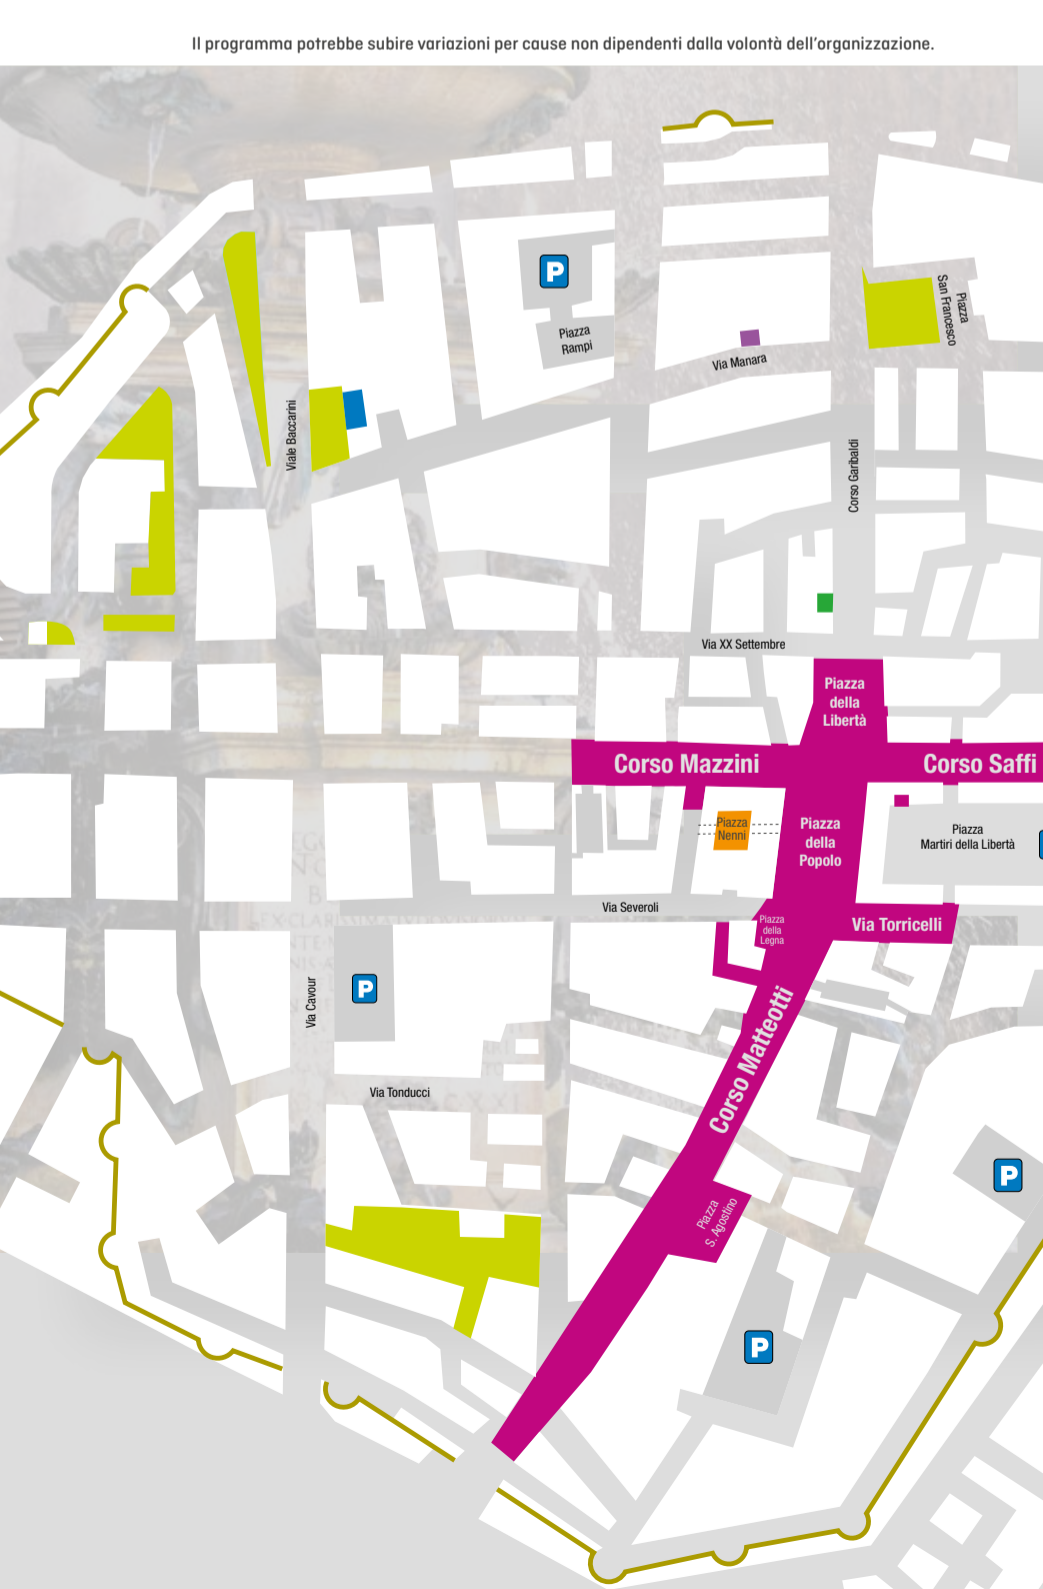 Il programma potrebbe subire variazioni per cause non dipendenti dalla volontà dell'organizzazione.
P
Piazza
Rampi
Piazza
San Francesco
Via Manara
Viale Baccarini
Corso Garibaldi
Via XX Settembre
Piazza
della
Libertà
Corso Mazzini
Corso Saffi
Piazza
Nenni
Piazza
della
Popolo
Piazza
Martiri della Libertà
Via Severoli
Piazza
della
Legna
Via Torricelli
P
Via Cavour
Corso Matteotti
Via Tonducci
P
Piazza
S. Agostino
P